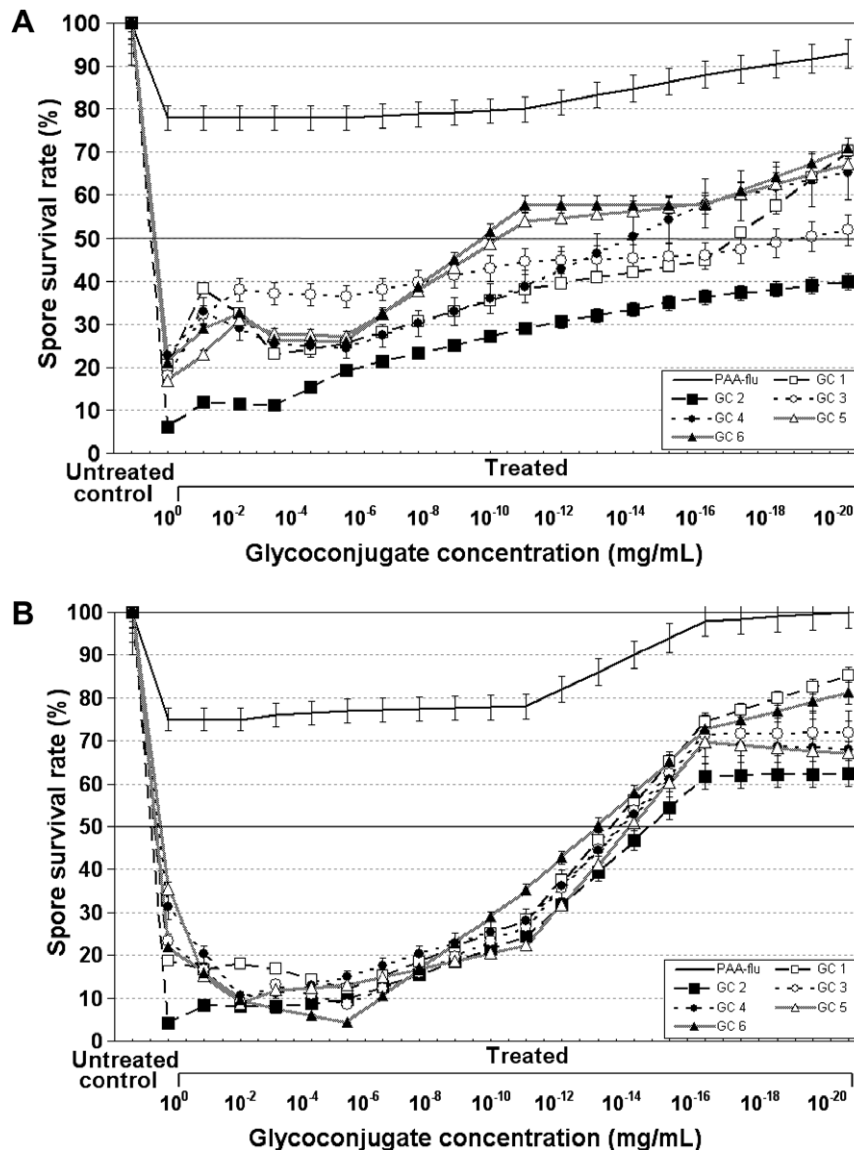 A
Spore survival rate (%)
100
90
80
70
60
50
40
30
20
10
0
PAA-flu GC 1
GC 2 GC 3
GC 4 GC 5
GC 6
Untreated control
Treated
10^0 10^-2 10^-4 10^-6 10^-8 10^-10 10^-12 10^-14 10^-16 10^-18 10^-20
Glycoconjugate concentration (mg/mL)
B
Spore survival rate (%)
100
90
80
70
60
50
40
30
20
10
0
PAA-flu GC 1
GC 2 GC 3
GC 4 GC 5
GC 6
Untreated control
Treated
10^0 10^-2 10^-4 10^-6 10^-8 10^-10 10^-12 10^-14 10^-16 10^-18 10^-20
Glycoconjugate concentration (mg/mL)